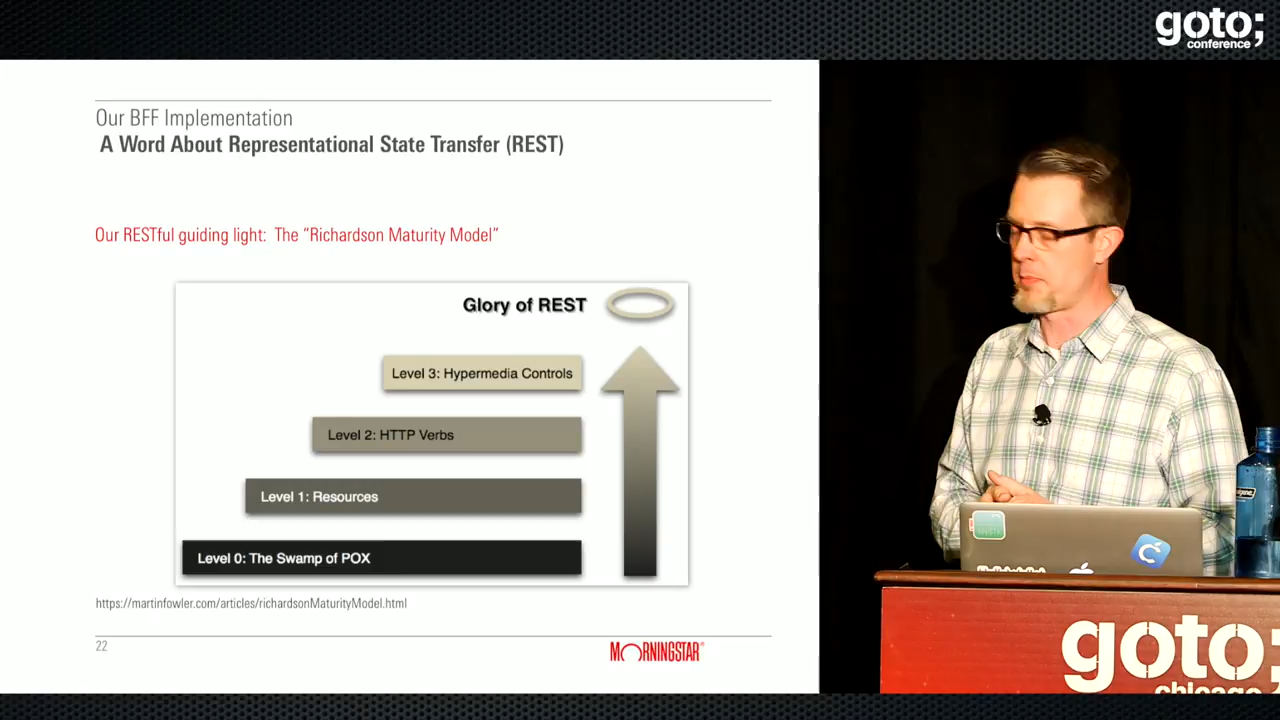 goto;
conference
Our BFF Implementation
A Word About Representational State Transfer (REST)
Our RESTful guiding light: The “Richardson Maturity Model”
Glory of REST
Level 3: Hypermedia Controls
Level 2: HTTP Verbs
Level 1: Resources
Level 0: The Swamp of POX
https://martinfowler.com/articles/richardsonMaturityModel.html
22
MORNINGSTAR®
goto;
chicago